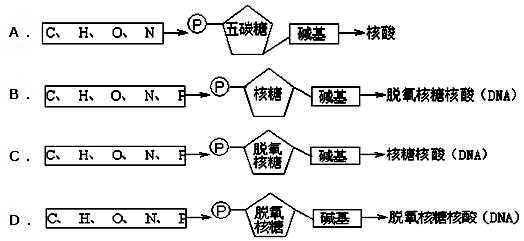 A. C、H、O、N P 五碳糖 碱基 核酸
B. C、H、O、N、P P 核糖 碱基 脱氧核糖核酸(DNA)
C. C、H、O、N、P P 脱氧核糖 碱基 核糖核酸(DNA)
D. C、H、O、N、P P 脱氧核糖 碱基 脱氧核糖核酸(DNA)